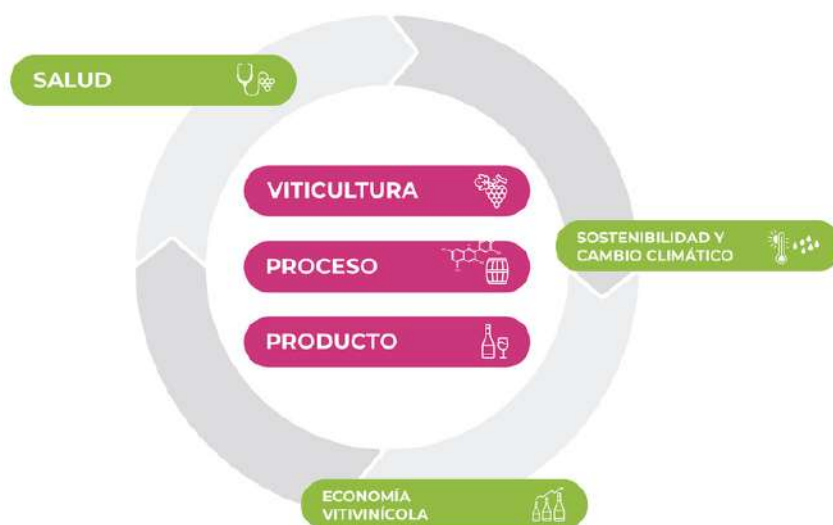 SALUD
VITICULTURA
PROCESO
PRODUCTO
SOSTENIBILIDAD Y
CAMBIO CLIMÁTICO
ECONOMÍA
VITIVINÍCOLA